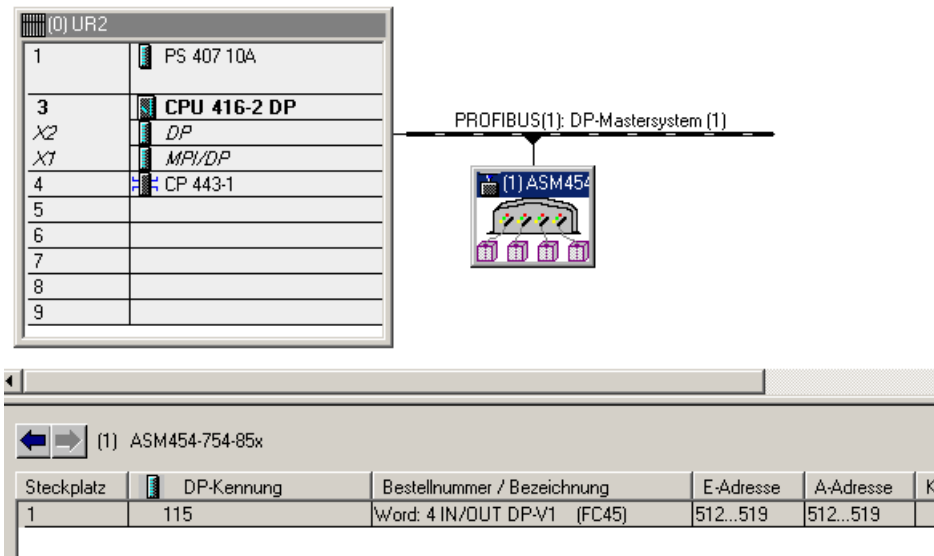 (0) UR2
1 PS 407 10A
3 CPU 416-2 DP
X2 DP
X1 MPI/DP
4 CP 443-1
5
6
7
8
9
PROFIBUS(1): DP-Mastersystem (1)
(1) ASM454
(1) ASM454-754-85x
Steckplatz DP-Kennung Bestellnummer / Bezeichnung E-Adresse A-Adresse K
1 115 Word: 4 IN/OUT DP-V1 (FC45) 512...519 512...519